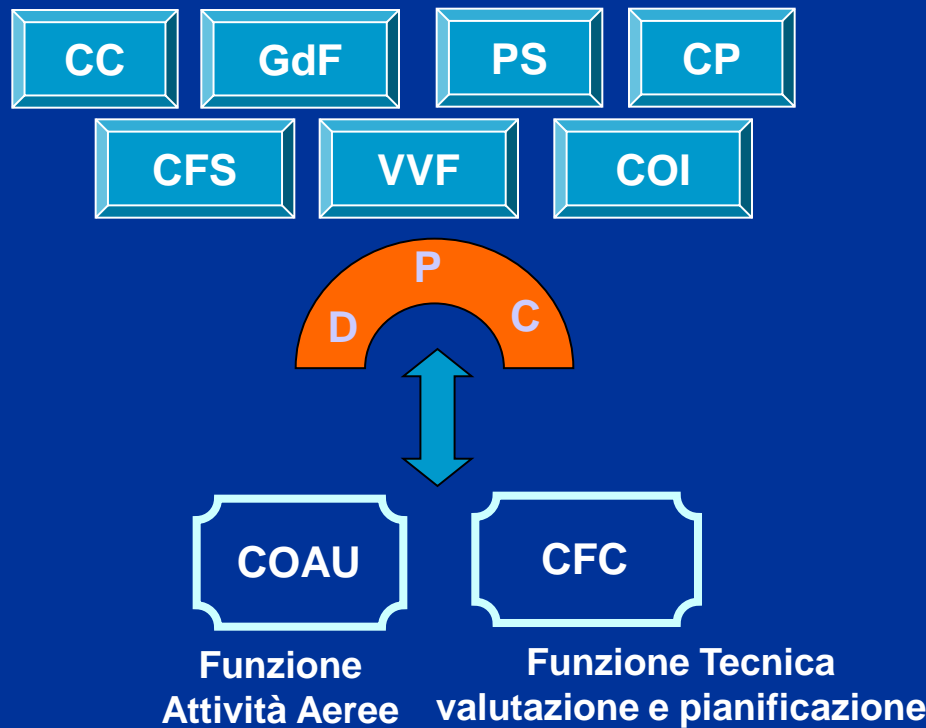 CC GdF PS CP
CFS VVF COI
D P C
COAU CFC
Funzione
Attività Aeree
Funzione Tecnica
valutazione e pianificazione